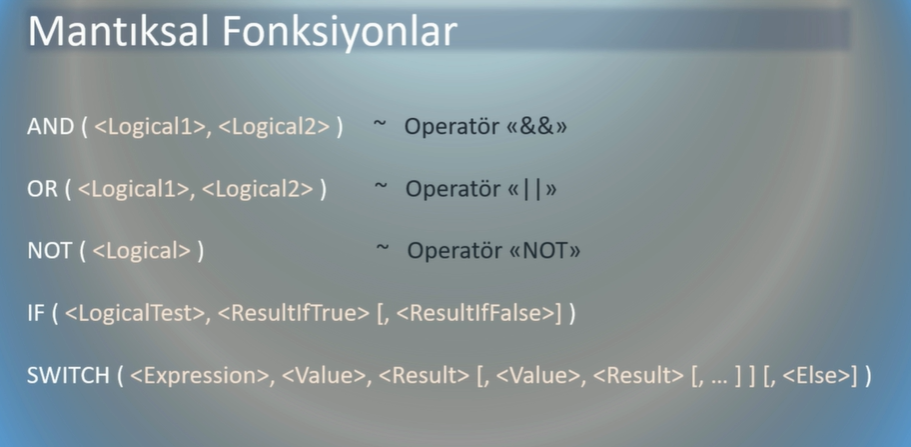 Mantıksal Fonksiyonlar
AND ( <Logical1>, <Logical2> ) ~ Operatör «&&»
OR ( <Logical1>, <Logical2> ) ~ Operatör «||»
NOT ( <Logical> ) ~ Operatör «NOT»
IF ( <LogicalTest>, <ResultIfTrue> [, <ResultIfFalse>] )
SWITCH ( <Expression>, <Value>, <Result> [, <Value>, <Result> [, … ] ] [, <Else>] )